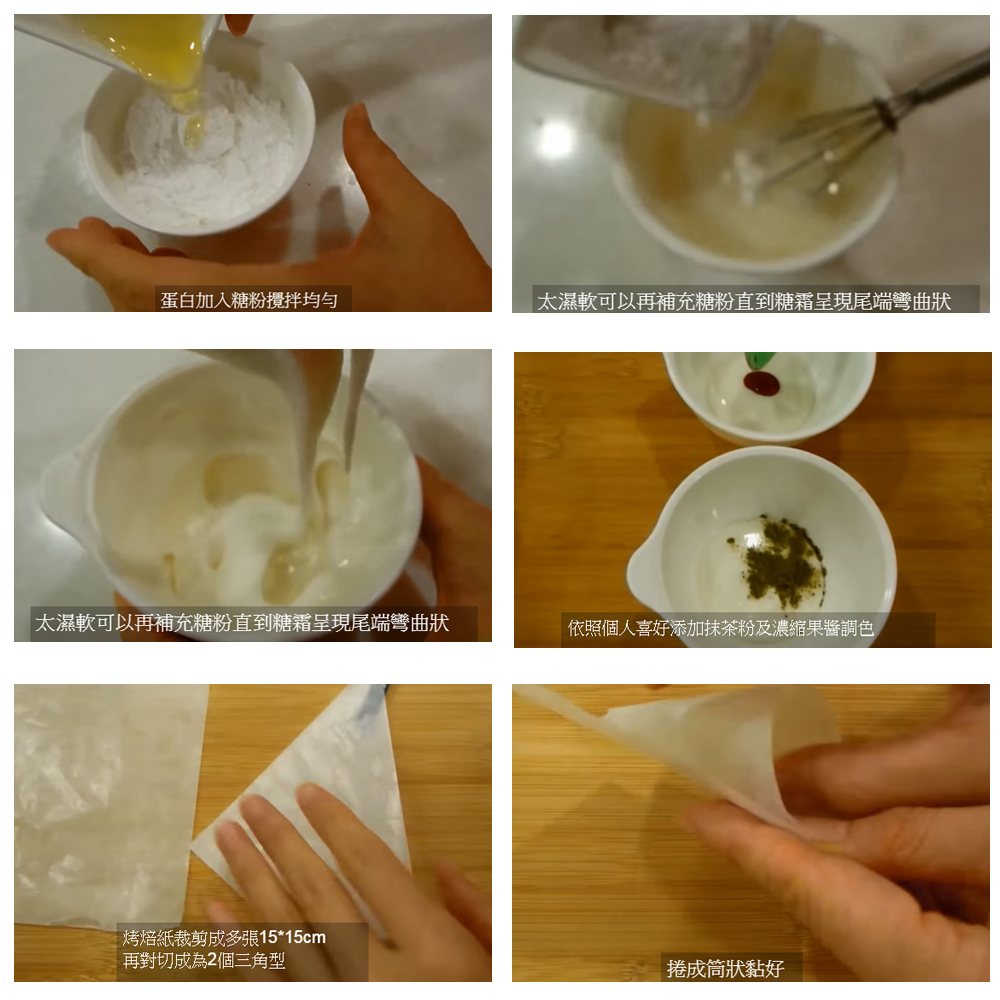 蛋白加入糖粉攪拌均勻
太濕軟可以再補充糖粉直到糖霜呈現尾端彎曲狀
太濕軟可以再補充糖粉直到糖霜呈現尾端彎曲狀
依照個人喜好添加抹茶粉及濃縮果醬調色
烤焙紙裁剪成多張15*15cm
再對切成為2個三角型
捲成筒狀黏好